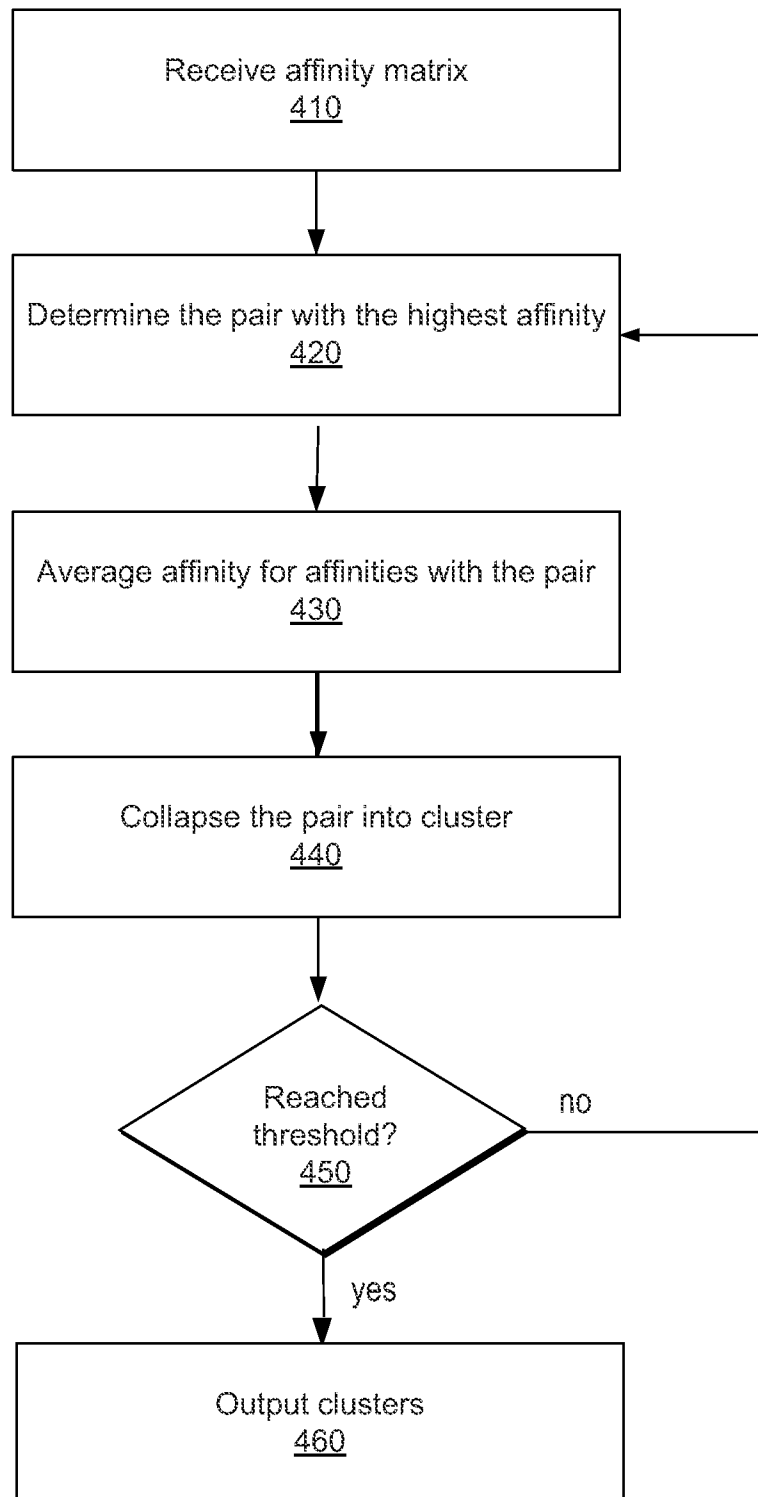 Receive affinity matrix
410
Determine the pair with the highest affinity
420
Average affinity for affinities with the pair
430
Collapse the pair into cluster
440
Reached
threshold?
450
no
yes
Output clusters
460